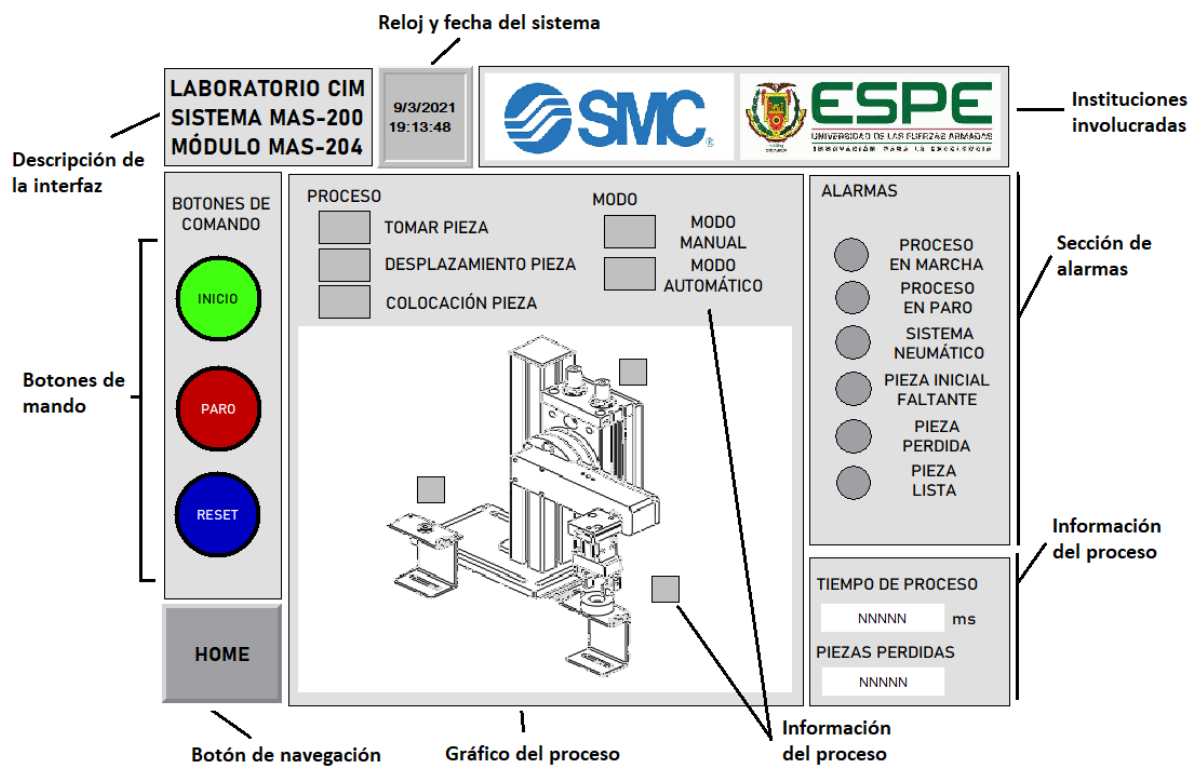 Reloj y fecha del sistema
LABORATORIO CIM
SISTEMA MAS-200
MÓDULO MAS-204
9/3/2021
19:13:48
SMC
ESPE
UNIVERSIDAD DE LAS FUERZAS ARMADAS
INNOVACIÓN PARA LA EXCELENCIA
Instituciones
involucradas
Descripción de
la interfaz
BOTONES DE
COMANDO
INICIO
PARO
RESET
Botones de
mando
HOME
Botón de navegación
PROCESO
TOMAR PIEZA
DESPLAZAMIENTO PIEZA
COLOCACIÓN PIEZA
MODO
MODO
MANUAL
MODO
AUTOMÁTICO
Gráfico del proceso
Información
del proceso
ALARMAS
PROCESO
EN MARCHA
PROCESO
EN PARO
SISTEMA
NEUMÁTICO
PIEZA INICIAL
FALTANTE
PIEZA
PERDIDA
PIEZA
LISTA
Sección de
alarmas
TIEMPO DE PROCESO
NNNNN ms
PIEZAS PERDIDAS
NNNNN
Información
del proceso